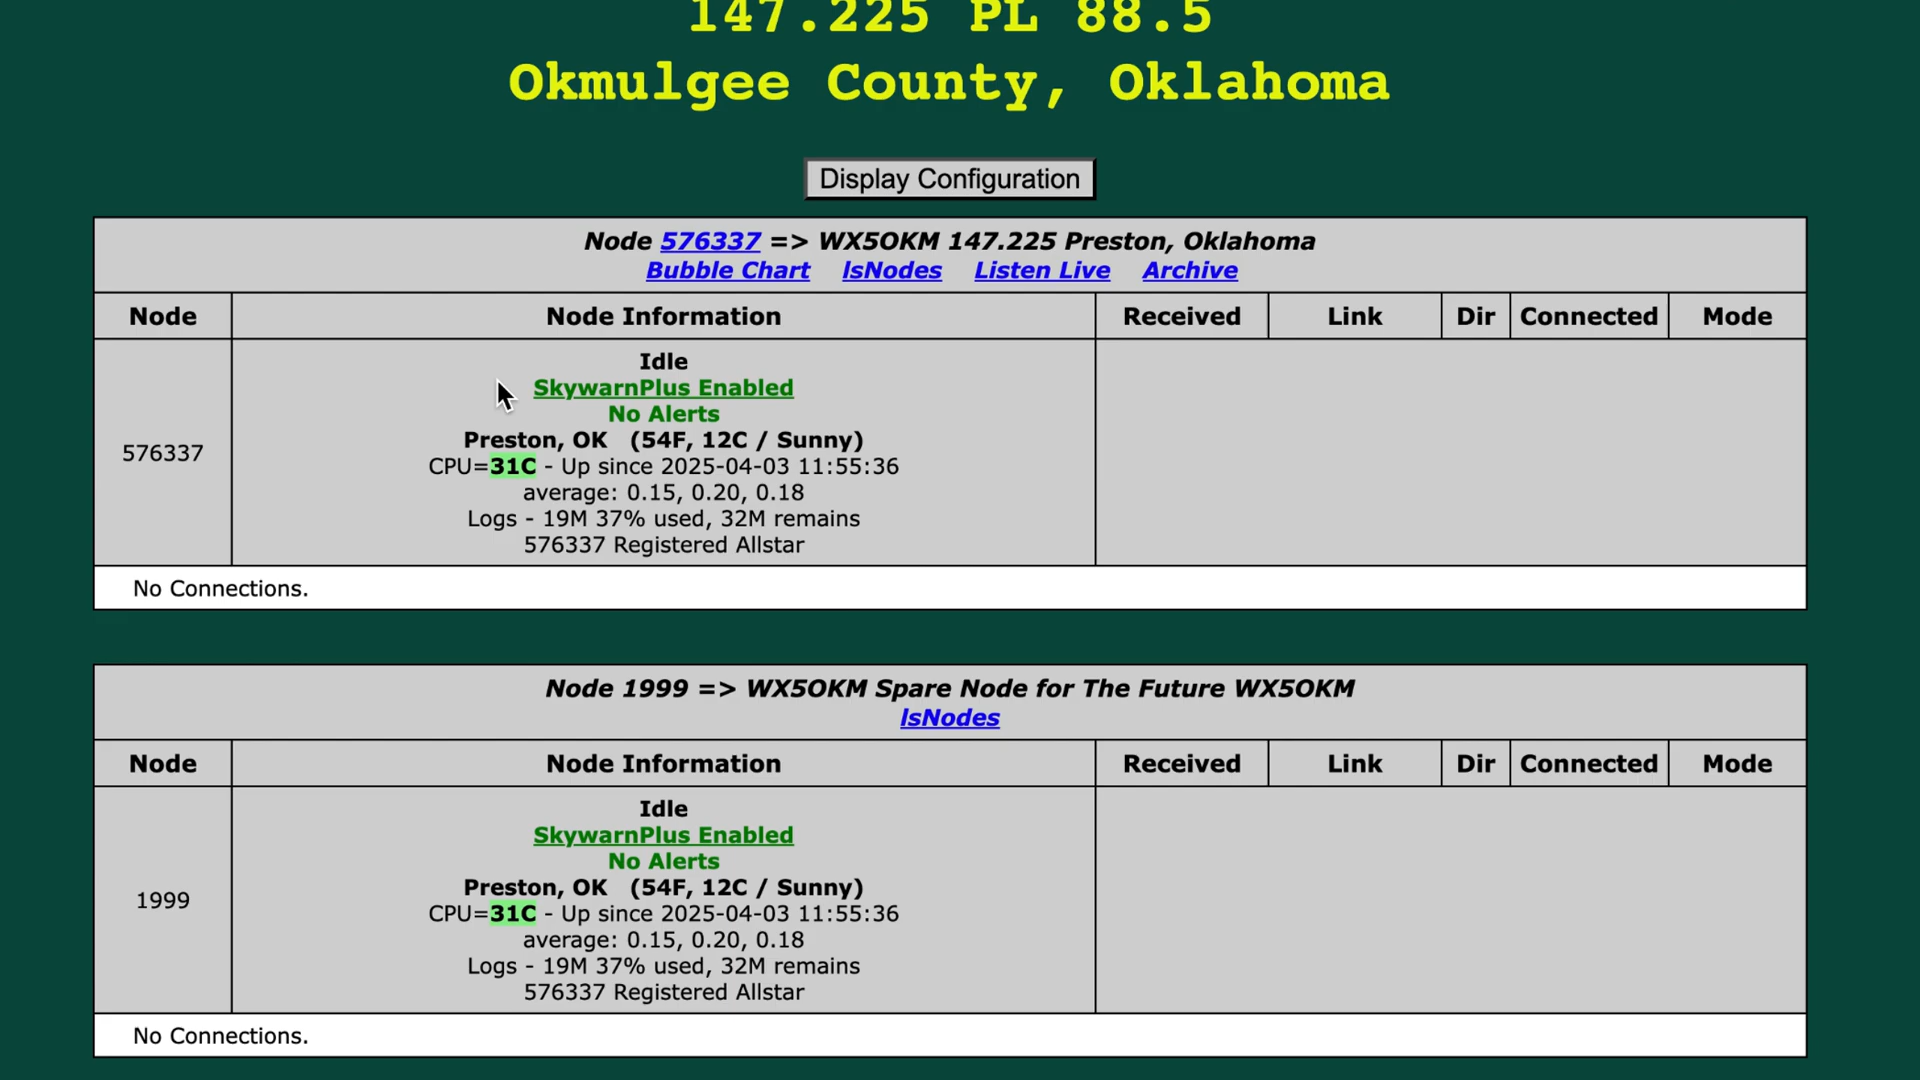 147.225 PL 88.5
Okmulgee County, Oklahoma
Display Configuration
Node 576337 => WX5OKM 147.225 Preston, Oklahoma
Bubble Chart lsNodes Listen Live Archive
Node Node Information Received Link Dir Connected Mode
Idle
SkywarnPlus Enabled
No Alerts
Preston, OK (54F, 12C / Sunny)
576337
CPU=31C - Up since 2025-04-03 11:55:36
average: 0.15, 0.20, 0.18
Logs - 19M 37% used, 32M remains
576337 Registered Allstar
No Connections.
Node 1999 => WX5OKM Spare Node for The Future WX5OKM
lsNodes
Node Node Information Received Link Dir Connected Mode
Idle
SkywarnPlus Enabled
No Alerts
Preston, OK (54F, 12C / Sunny)
1999
CPU=31C - Up since 2025-04-03 11:55:36
average: 0.15, 0.20, 0.18
Logs - 19M 37% used, 32M remains
576337 Registered Allstar
No Connections.